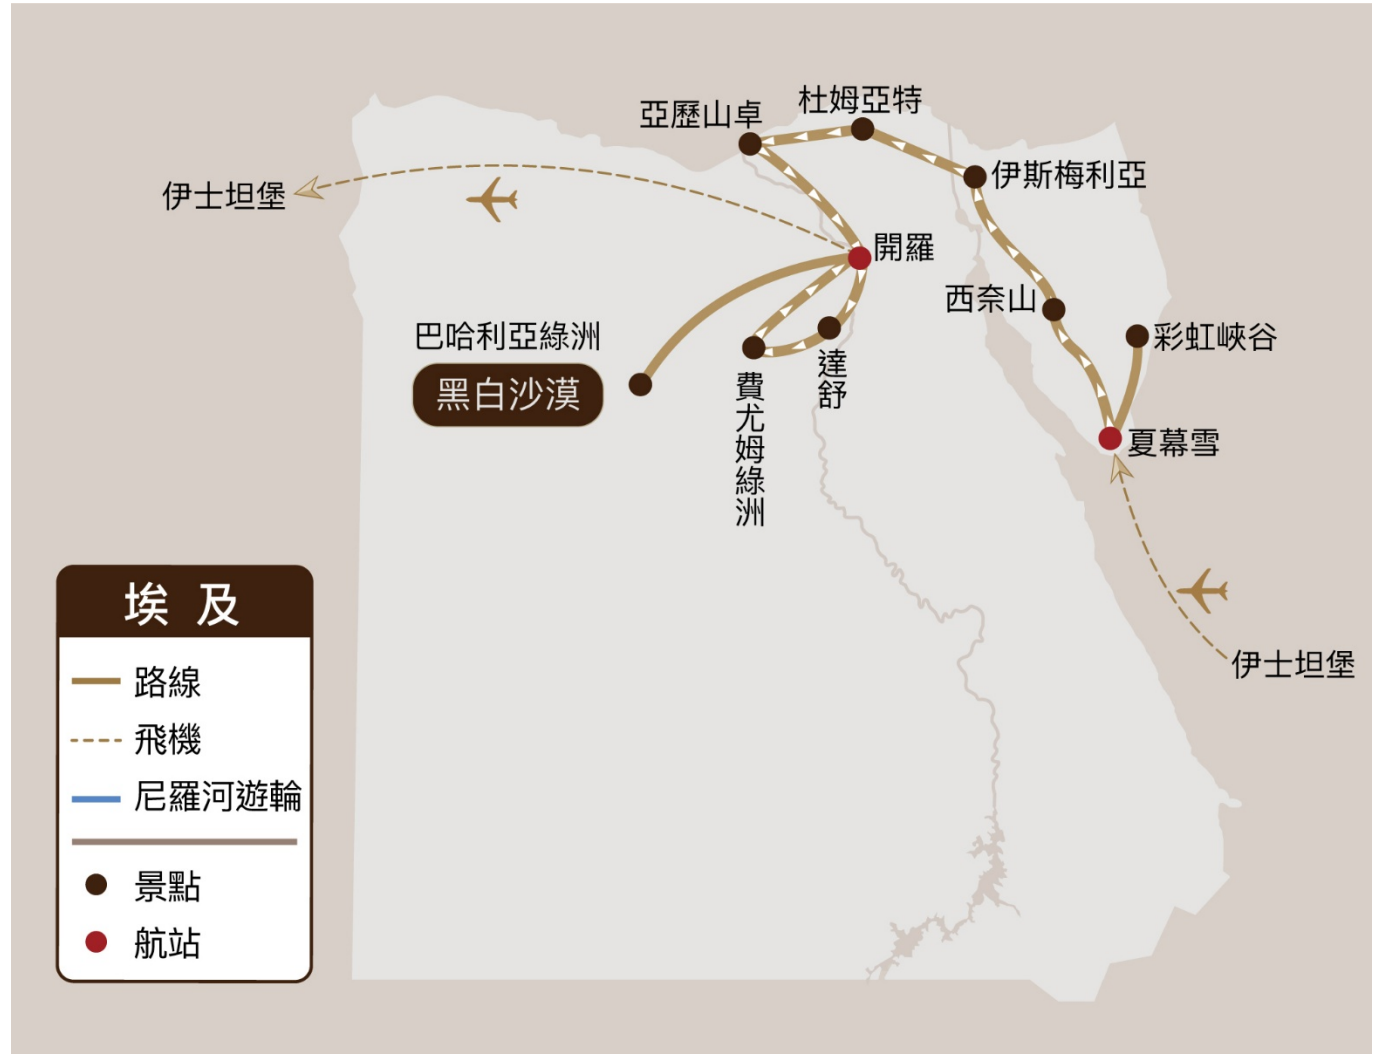 杜姆亞特
亞歷山卓
伊斯梅利亞
伊士坦堡
開羅
西奈山
彩虹峽谷
巴哈利亞綠洲
黑白沙漠
達舒
費尤姆綠洲
夏幕雪
伊士坦堡
埃及
路線
飛機
尼羅河遊輪
景點
航站